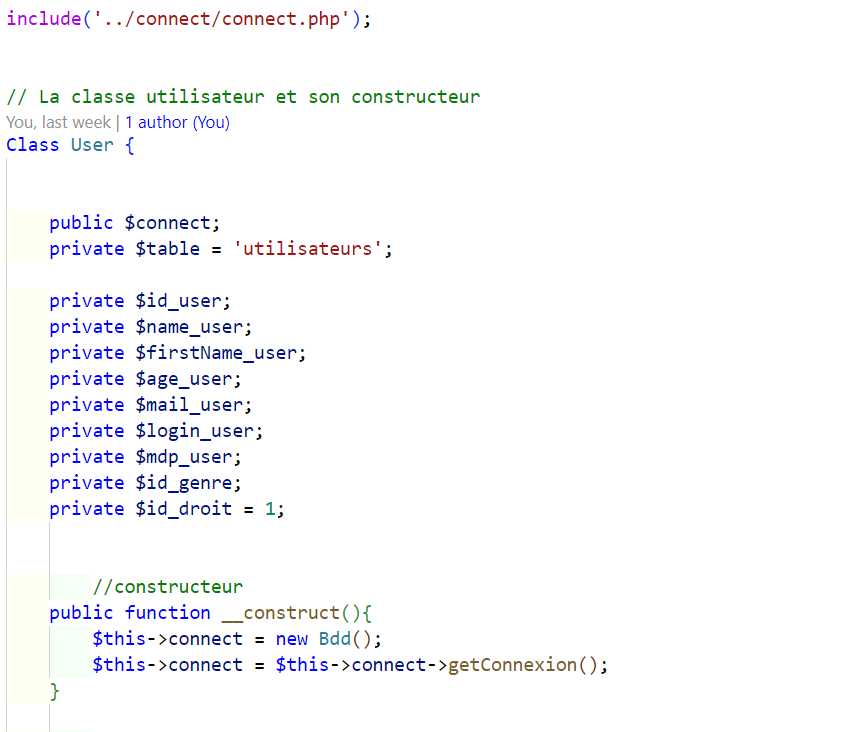 include('../connect/connect.php');
// La classe utilisateur et son constructeur
You, last week | 1 author (You)
Class User {
public $connect;
private $table = 'utilisateurs';
private $id_user;
private $name_user;
private $firstName_user;
private $age_user;
private $mail_user;
private $login_user;
private $mdp_user;
private $id_genre;
private $id_droit = 1;
//constructeur
public function __construct(){
$this->connect = new Bdd();
$this->connect = $this->connect->getConnexion();
}